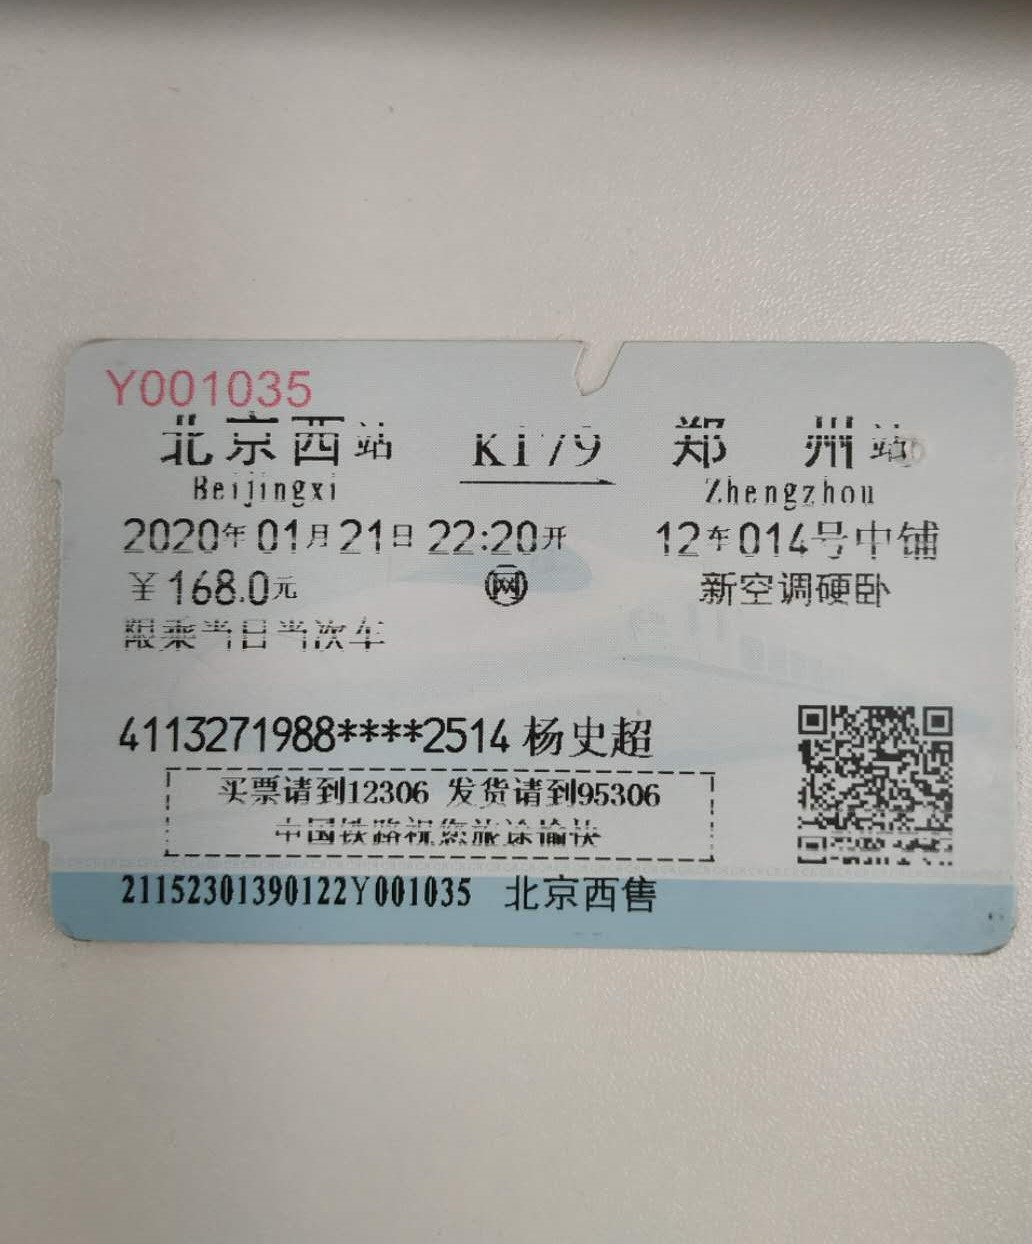 Y001035
北京西站 K179 郑州站
Beijingxi Zhengzhou
2020年01月21日22:20开 12车014号中铺
￥168.0元 网 新空调硬卧
限乘当日当次车
4113271988****2514杨史超
买票请到12306 发货请到95306
中国铁路祝您旅途愉快
21152301390122Y001035 北京西售